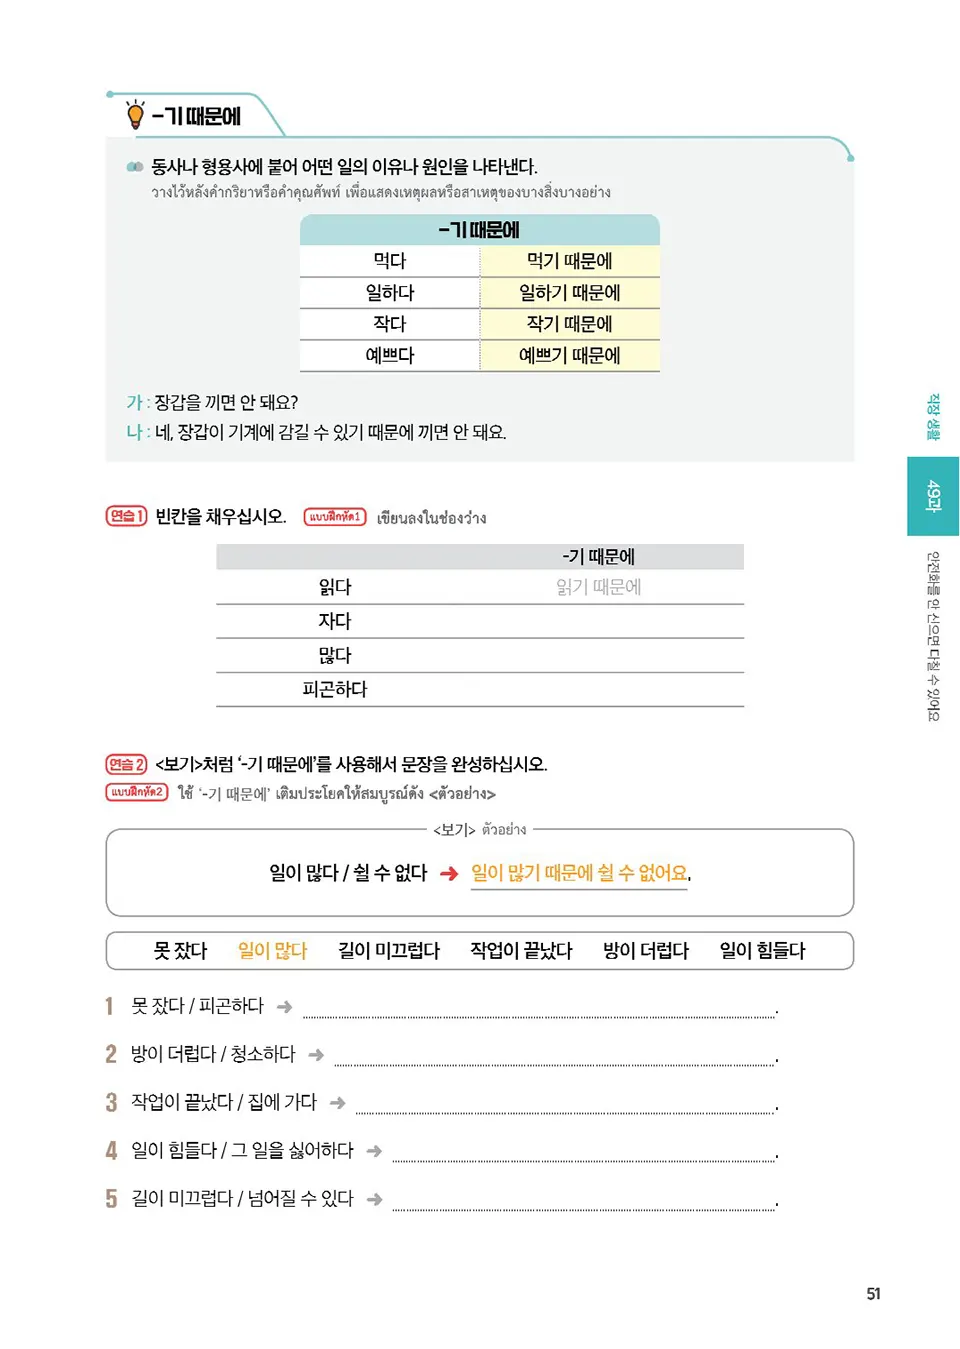 -기 때문에
동사나 형용사에 붙어 어떤 일의 이유나 원인을 나타낸다.
วางไว้หลังคำกริยาหรือคำคุณศัพท์ เพื่อแสดงเหตุผลหรือสาเหตุของบางสิ่งบางอย่าง
-기 때문에
먹다 먹기 때문에
일하다 일하기 때문에
작다 작기 때문에
예쁘다 예쁘기 때문에
가 : 장갑을 끼면 안 돼요?
나 : 네, 장갑이 기계에 감길 수 있기 때문에 끼면 안 돼요.
연습 1 빈칸을 채우십시오. แบบฝึกหัด1 เขียนลงในช่องว่าง
-기 때문에
읽다 읽기 때문에
자다
많다
피곤하다
연습 2 <보기>처럼 '-기 때문에'를 사용해서 문장을 완성하십시오.
แบบฝึกหัด2 ใช้ '-기 때문에' เติมประโยคให้สมบูรณ์ดัง <ตัวอย่าง>
<보기> ตัวอย่าง
일이 많다 / 쉴 수 없다 ➔ 일이 많기 때문에 쉴 수 없어요.
못 잤다 일이 많다 길이 미끄럽다 작업이 끝났다 방이 더럽다 일이 힘들다
1 못 잤다 / 피곤하다 ➔ .
2 방이 더럽다 / 청소하다 ➔ .
3 작업이 끝났다 / 집에 가다 ➔ .
4 일이 힘들다 / 그 일을 싫어하다 ➔ .
5 길이 미끄럽다 / 넘어질 수 있다 ➔ .
직장 생활
49과
안전화를 안 신으면 다칠 수 있어요
51